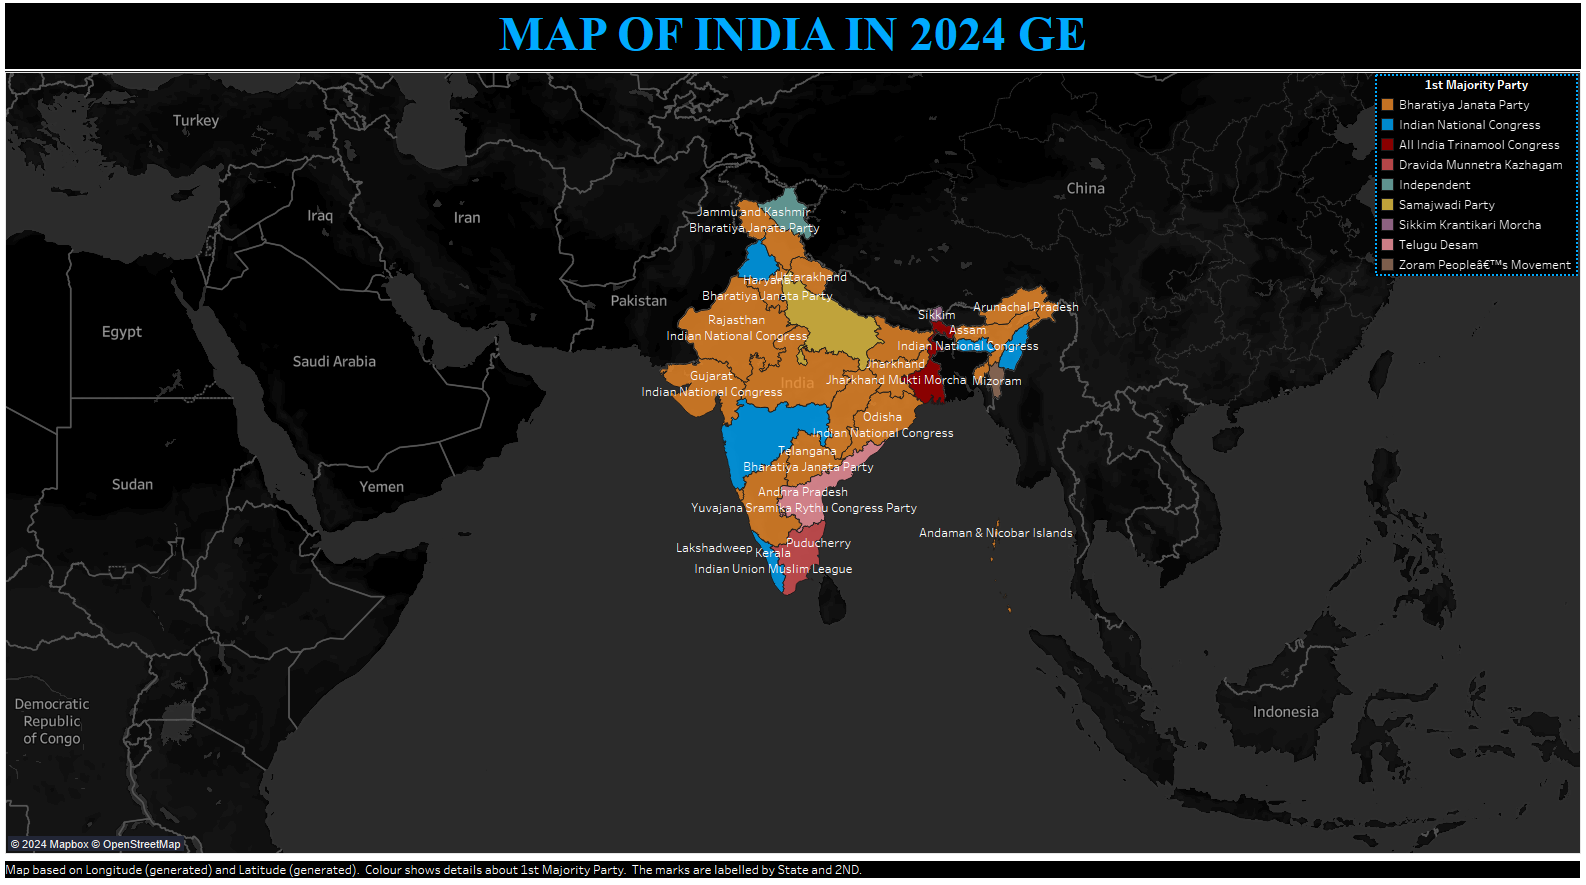 MAP OF INDIA IN 2024 GE
1st Majority Party
Bharatiya Janata Party
Indian National Congress
All India Trinamool Congress
Dravida Munnetra Kazhagam
Independent
Samajwadi Party
Sikkim Krantikari Morcha
Telugu Desam
Zoram Peopleâ€™s Movement
Turkey
China
Iraq
Iran
Jammu and Kashmir
Bharatiya Janata Party
Haryana
Uttarakhand
Bharatiya Janata Party
Pakistan
Arunachal Pradesh
Sikkim
Rajasthan
Indian National Congress
Assam
Indian National Congress
Egypt
Saudi Arabia
Jharkhand
Jharkhand Mukti Morcha
Mizoram
Gujarat
Indian National Congress
India
Odisha
Indian National Congress
Telangana
Bharatiya Janata Party
Sudan
Yemen
Andhra Pradesh
Yuvajana Sramika Rythu Congress Party
Andaman & Nicobar Islands
Puducherry
Lakshadweep
Kerala
Indian Union Muslim League
Democratic
Republic
of Congo
Indonesia
© 2024 Mapbox © OpenStreetMap
Map based on Longitude (generated) and Latitude (generated).  Colour shows details about 1st Majority Party.  The marks are labelled by State and 2ND.